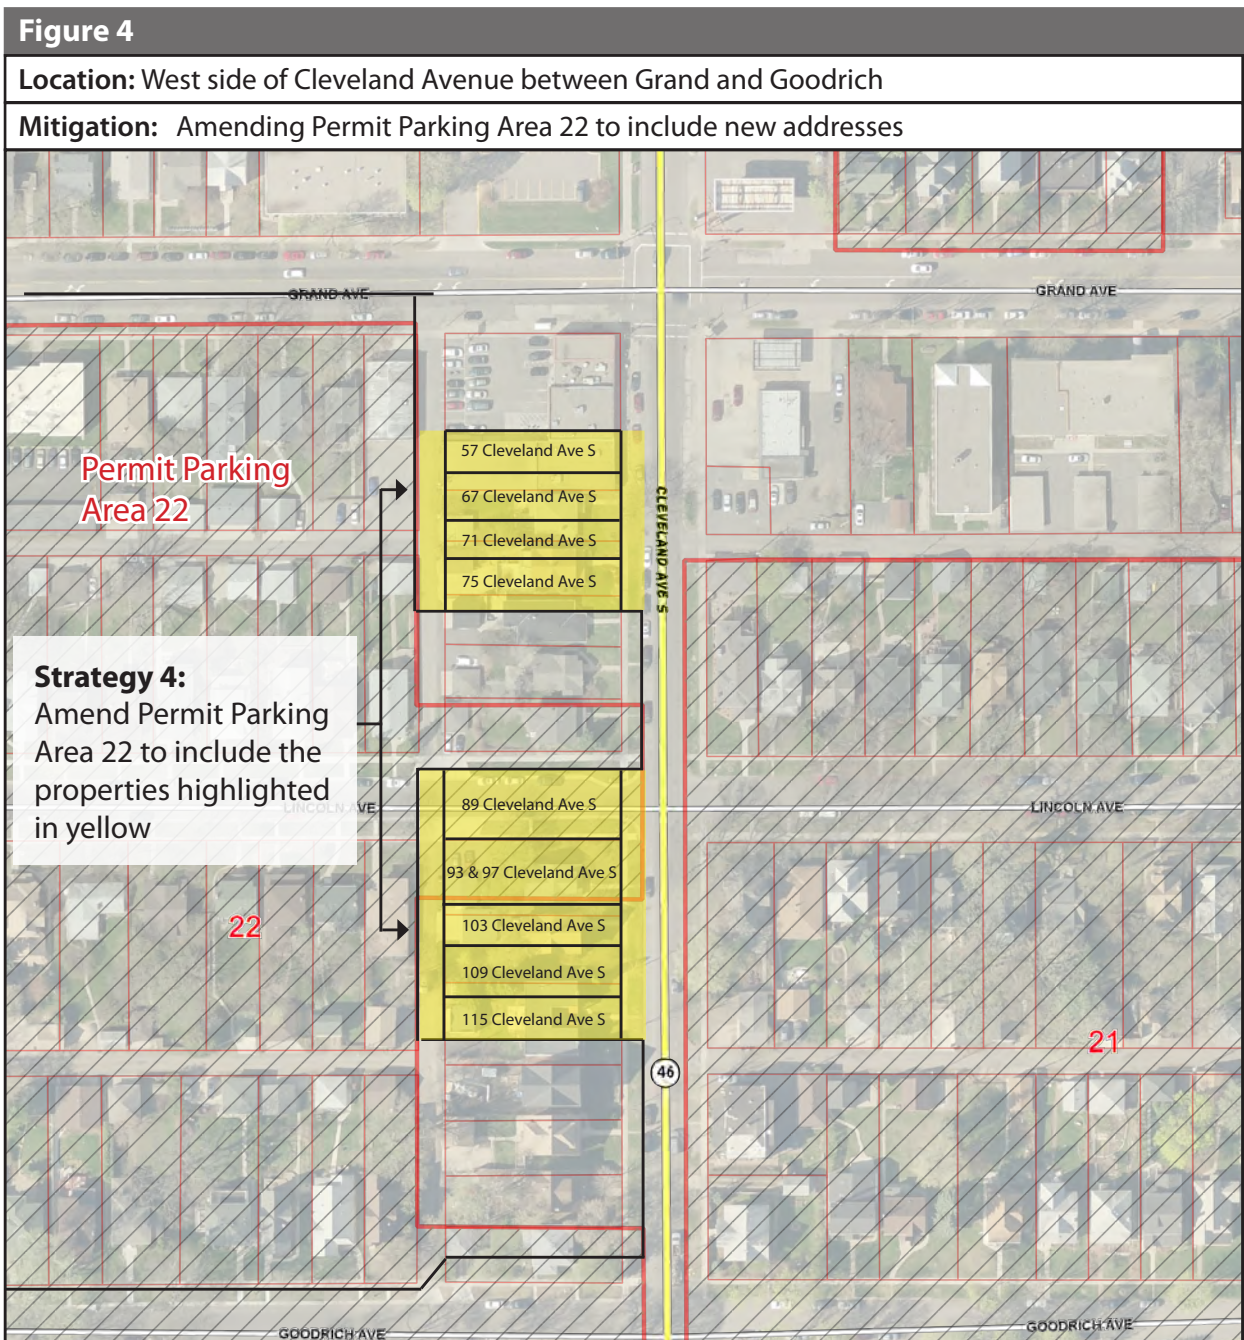 Figure 4
Location: West side of Cleveland Avenue between Grand and Goodrich
Mitigation: Amending Permit Parking Area 22 to include new addresses
GRAND AVE
GRAND AVE
57 Cleveland Ave S
Permit Parking
Area 22
67 Cleveland Ave S
71 Cleveland Ave S
75 Cleveland Ave S
CLEVELAND AVE S
Strategy 4:
Amend Permit Parking
Area 22 to include the
properties highlighted
in yellow
LINCOLN AVE
89 Cleveland Ave S
LINCOLN AVE
93 & 97 Cleveland Ave S
22
103 Cleveland Ave S
109 Cleveland Ave S
115 Cleveland Ave S
21
46
GOODRICH AVE
GOODRICH AVE